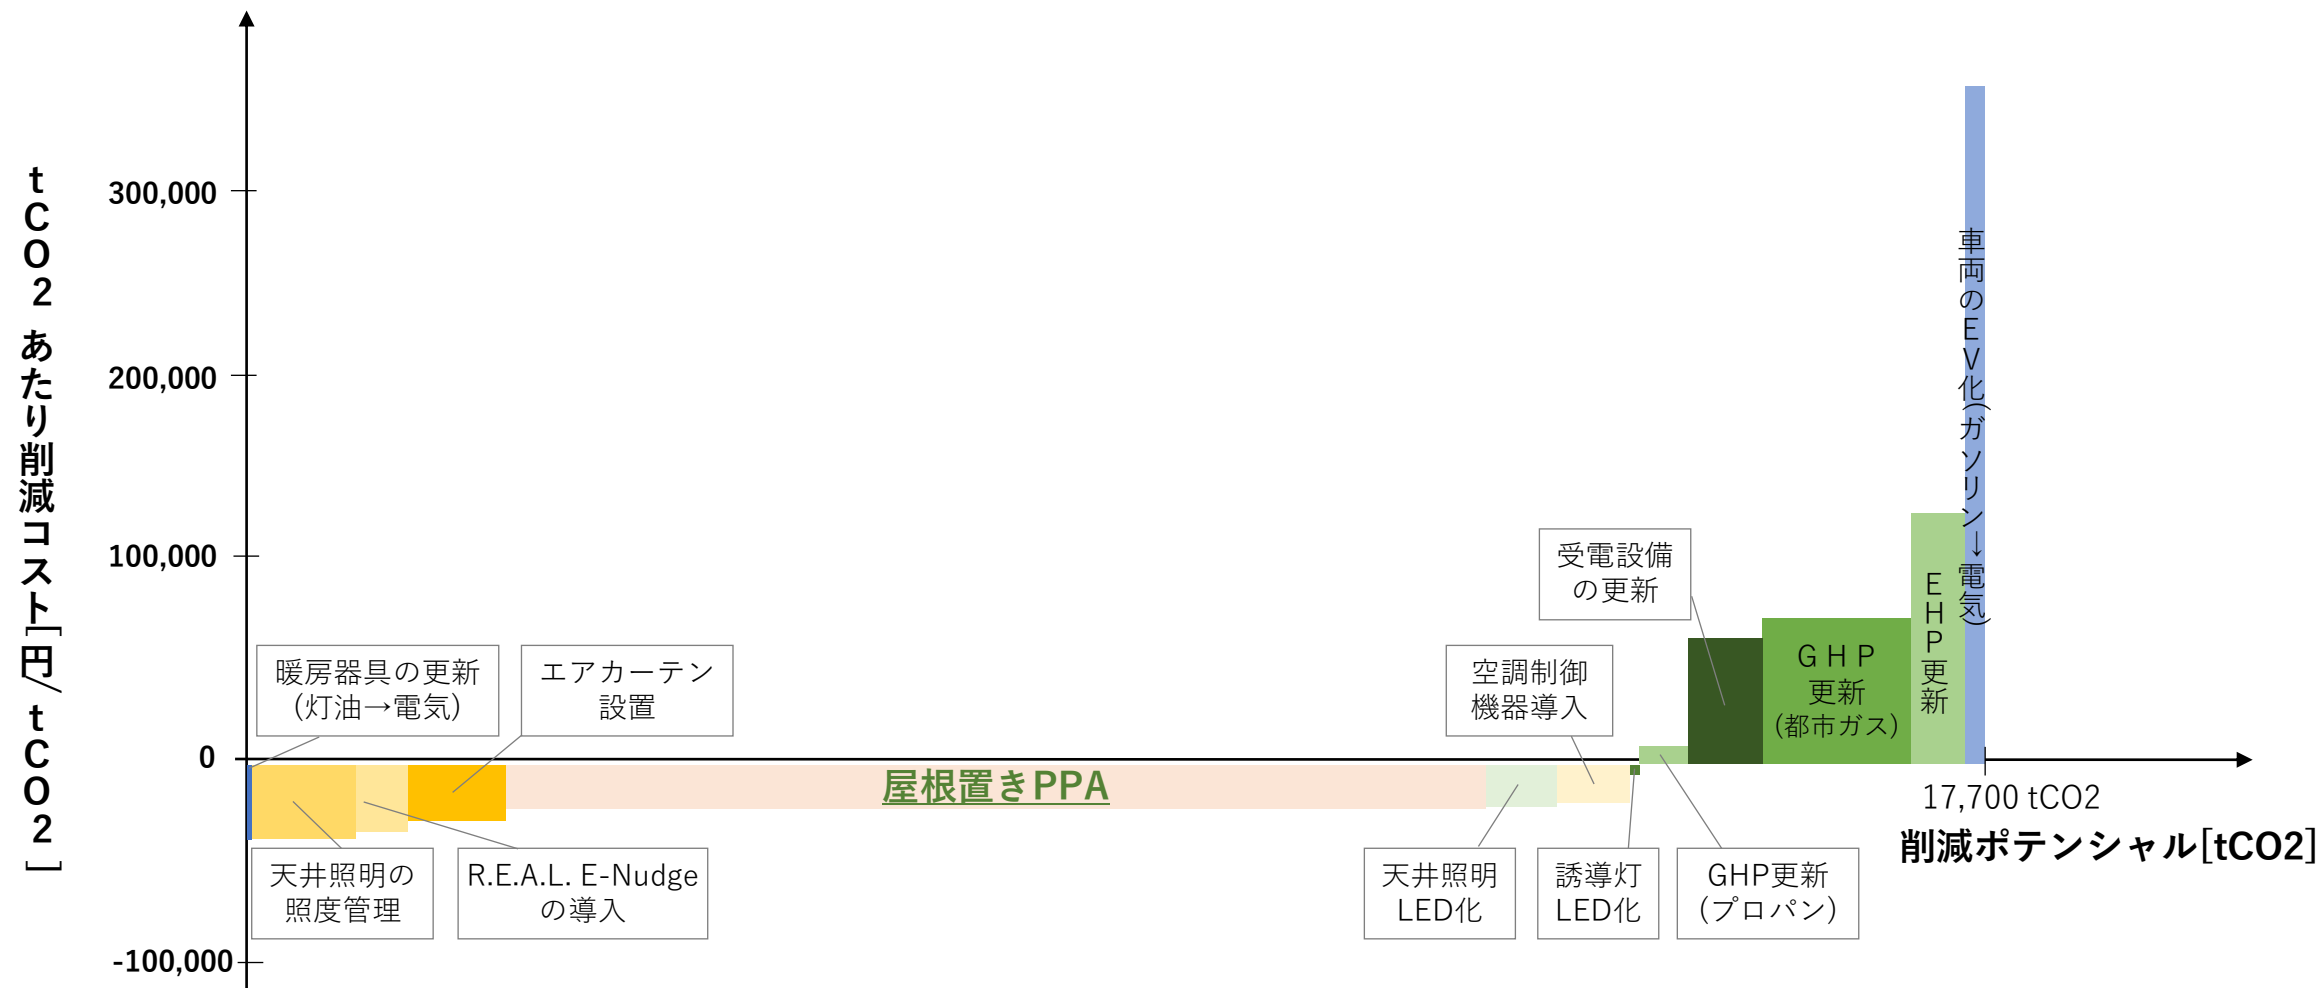 tCO2 あたり削減コスト[円/tCO2]
300,000
200,000
100,000
0
-100,000
暖房器具の更新
(灯油→電気)
エアカーテン
設置
天井照明の
照度管理
R.E.A.L. E-Nudge
の導入
屋根置きPPA
空調制御
機器導入
受電設備
の更新
天井照明
LED化
誘導灯
LED化
GHP更新
(プロパン)
ＧＨＰ
更新
(都市ガス)
ＥＨＰ更新
車両のＥＶ化(ガソリン→電気)
17,700 tCO2
削減ポテンシャル[tCO2]